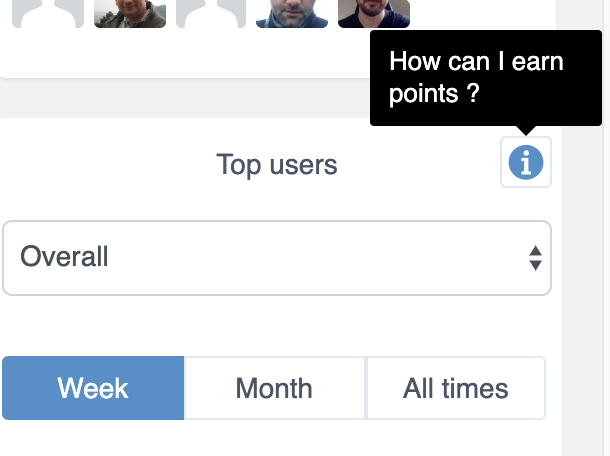 How can I earn
points ?
Top users
Overall
Week
Month
All times